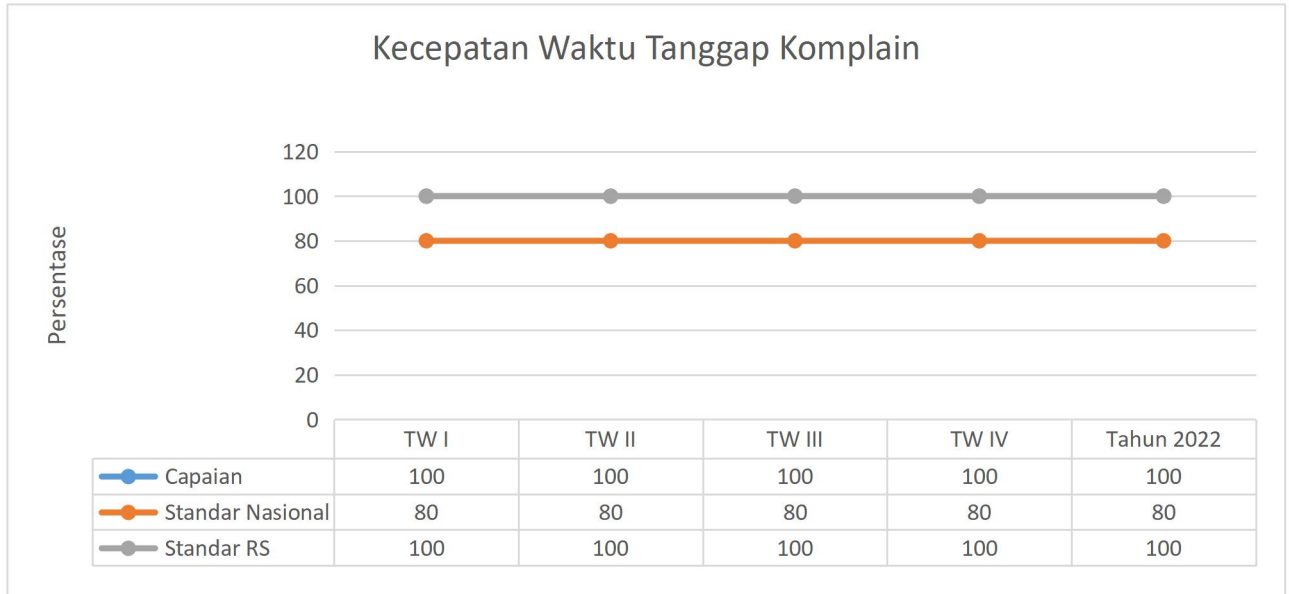 Kecepatan Waktu Tanggap Komplain
Persentase
120
100
80
60
40
20
0
TW I TW II TW III TW IV Tahun 2022
Capaian 100 100 100 100 100
Standar Nasional 80 80 80 80 80
Standar RS 100 100 100 100 100